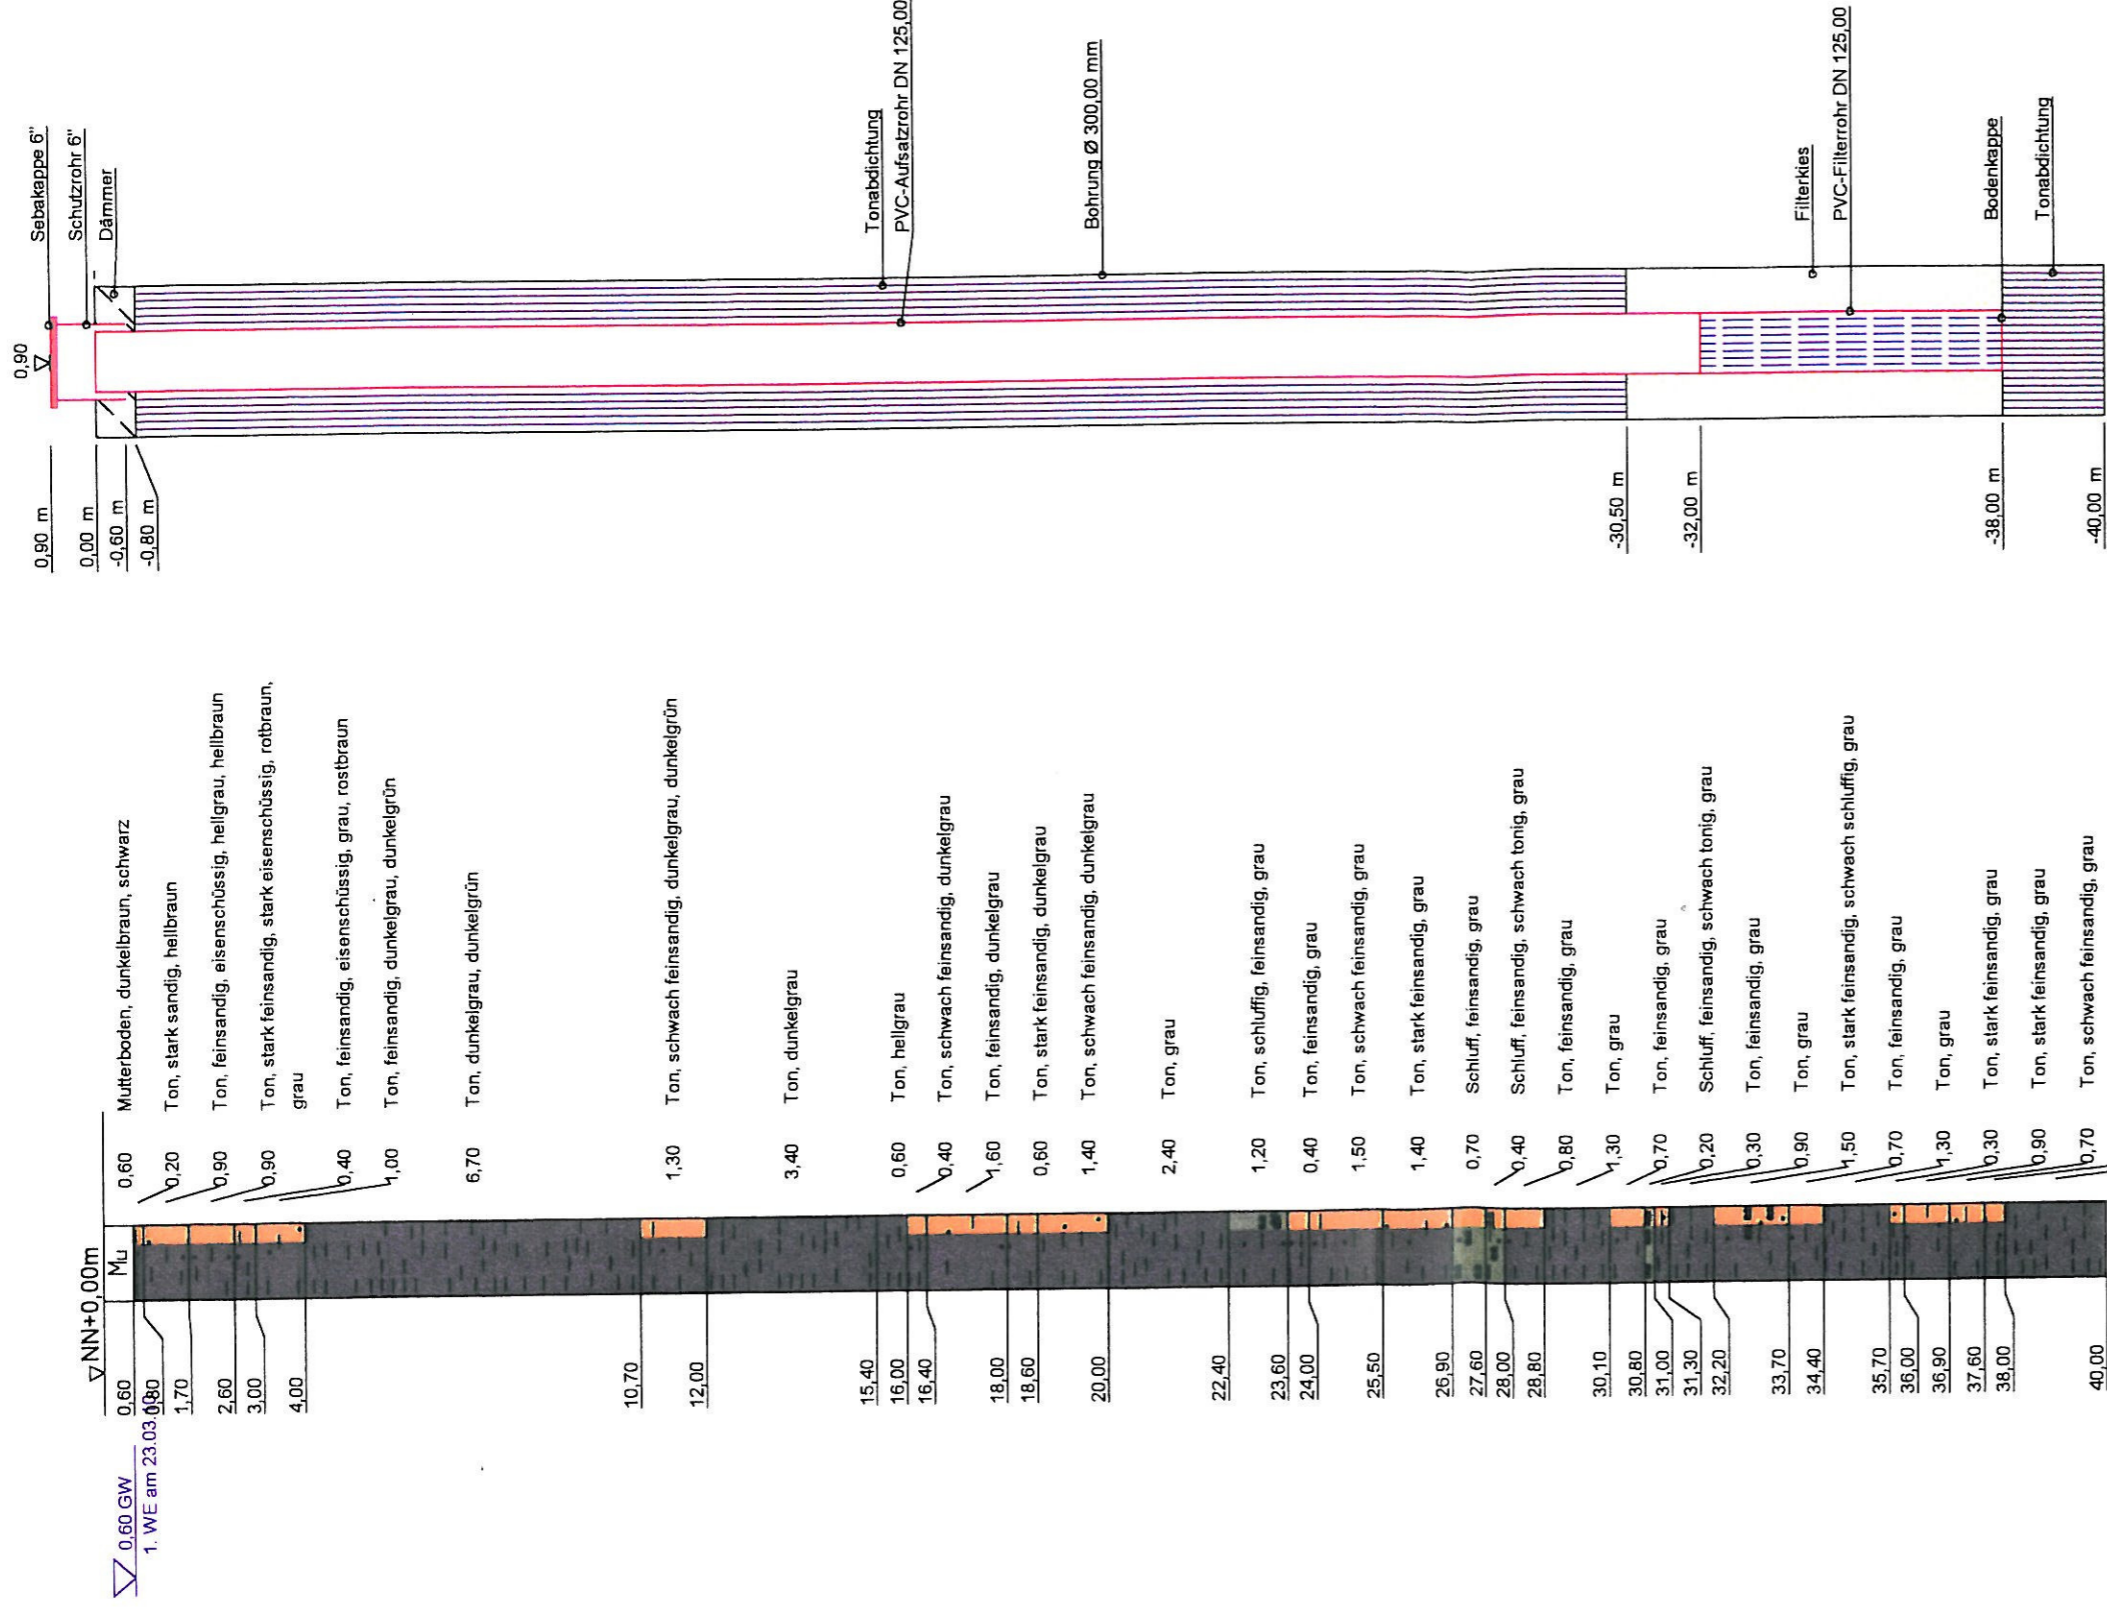 0,90
Sebakappe 6"
Schutzrohr 6"
Dämmer
Tonabdichtung
PVC-Aufsatzrohr DN 125,00
Bohrung Ø 300,00 mm
Filterkies
PVC-Filterrohr DN 125,00
Bodenkappe
Tonabdichtung
0,90 m
0,00 m
-0,60 m
-0,80 m
-30,50 m
-32,00 m
-38,00 m
-40,00 m
NN+0,00m
Mu
0,60 GW
1. WE am 23.03.
0,60 Mutterboden, dunkelbraun, schwarz
0,20 Ton, stark sandig, hellbraun
0,90 Ton, feinsandig, eisenschüssig, hellgrau, hellbraun
0,90 Ton, stark feinsandig, stark eisenschüssig, rotbraun,
grau
0,40 Ton, feinsandig, eisenschüssig, grau, rostbraun
1,00 Ton, feinsandig, dunkelgrau, dunkelgrün
6,70 Ton, dunkelgrau, dunkelgrün
1,30 Ton, schwach feinsandig, dunkelgrau, dunkelgrün
3,40 Ton, dunkelgrau
0,60 Ton, hellgrau
0,40 Ton, schwach feinsandig, dunkelgrau
1,60 Ton, feinsandig, dunkelgrau
0,60 Ton, stark feinsandig, dunkelgrau
1,40 Ton, schwach feinsandig, dunkelgrau
2,40 Ton, grau
1,20 Ton, schluffig, feinsandig, grau
0,40 Ton, feinsandig, grau
1,50 Ton, schwach feinsandig, grau
1,40 Ton, stark feinsandig, grau
0,70 Schluff, feinsandig, grau
0,40 Schluff, feinsandig, schwach tonig, grau
0,80 Ton, feinsandig, grau
1,30 Ton, grau
0,70 Ton, feinsandig, grau
0,20 Schluff, feinsandig, schwach tonig, grau
0,30 Ton, feinsandig, grau
0,90 Ton, grau
1,50 Ton, stark feinsandig, schwach schluffig, grau
0,70 Ton, feinsandig, grau
1,30 Ton, grau
0,30 Ton, stark feinsandig, grau
0,90 Ton, stark feinsandig, grau
0,70 Ton, schwach feinsandig, grau
0,60
0,80
1,70
2,60
3,00
4,00
10,70
12,00
15,40
16,00
16,40
18,00
18,60
20,00
22,40
23,60
24,00
25,50
26,90
27,60
28,00
28,80
30,10
30,80
31,00
31,30
32,20
33,70
34,40
35,70
36,00
36,90
37,60
38,00
40,00